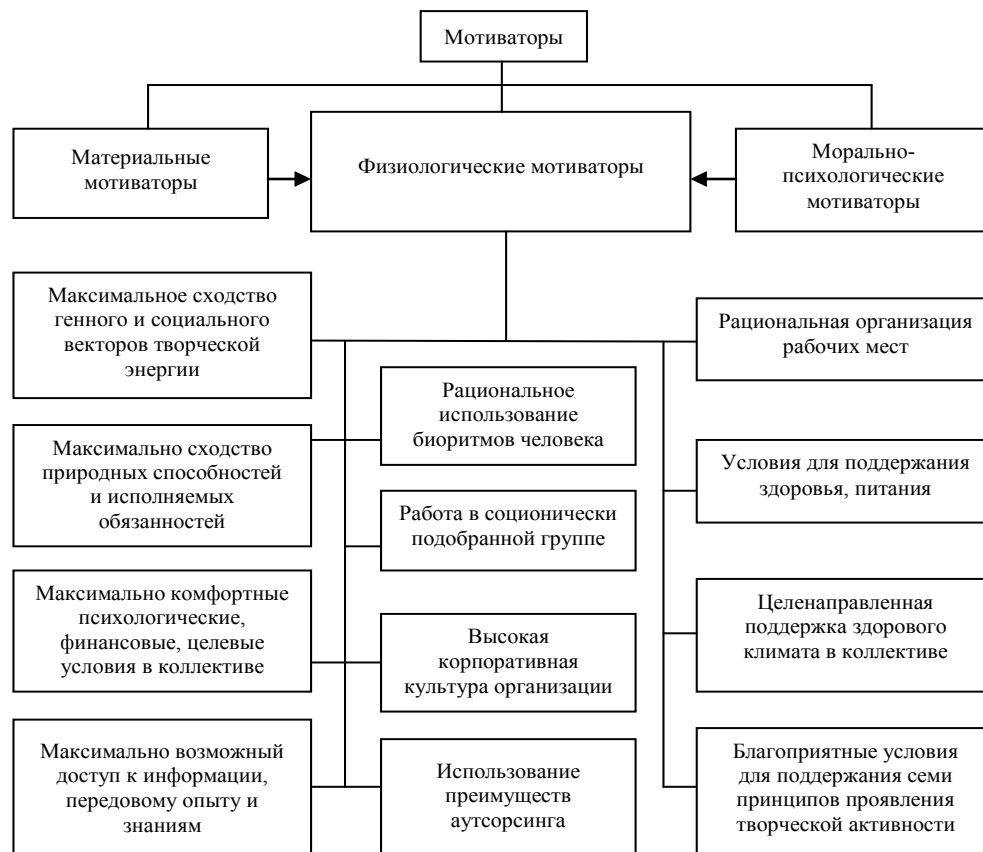 Мотиваторы
Материальные
мотиваторы
Физиологические мотиваторы
Морально-
психологические
мотиваторы
Максимальное сходство
генного и социального
векторов творческой
энергии
Рациональная организация
рабочих мест
Рациональное
использование
биоритмов человека
Максимально сходство
природных способностей
и исполняемых
обязанностей
Условия для поддержания
здоровья, питания
Работа в соционически
подобранной группе
Максимально комфортные
психологические,
финансовые, целевые
условия в коллективе
Целенаправленная
поддержка здорового
климата в коллективе
Высокая
корпоративная
культура организации
Максимально возможный
доступ к информации,
передовому опыту и
знаниям
Использование
преимуществ
аутсорсинга
Благоприятные условия
для поддержания семи
принципов проявления
творческой активности